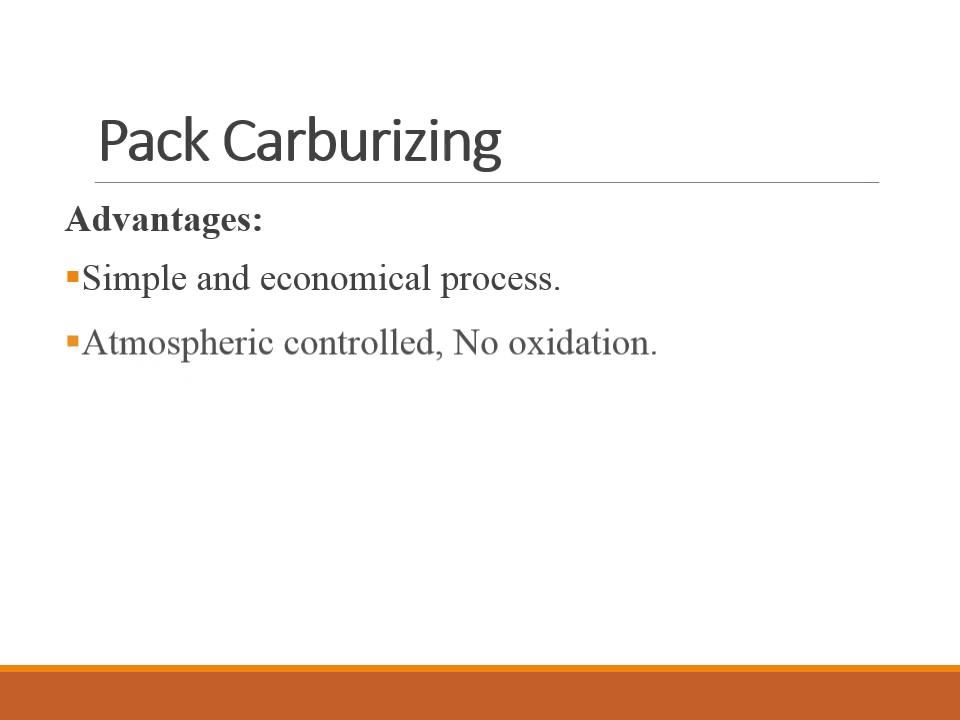 Pack Carburizing
Advantages:
▪Simple and economical process.
▪Atmospheric controlled, No oxidation.